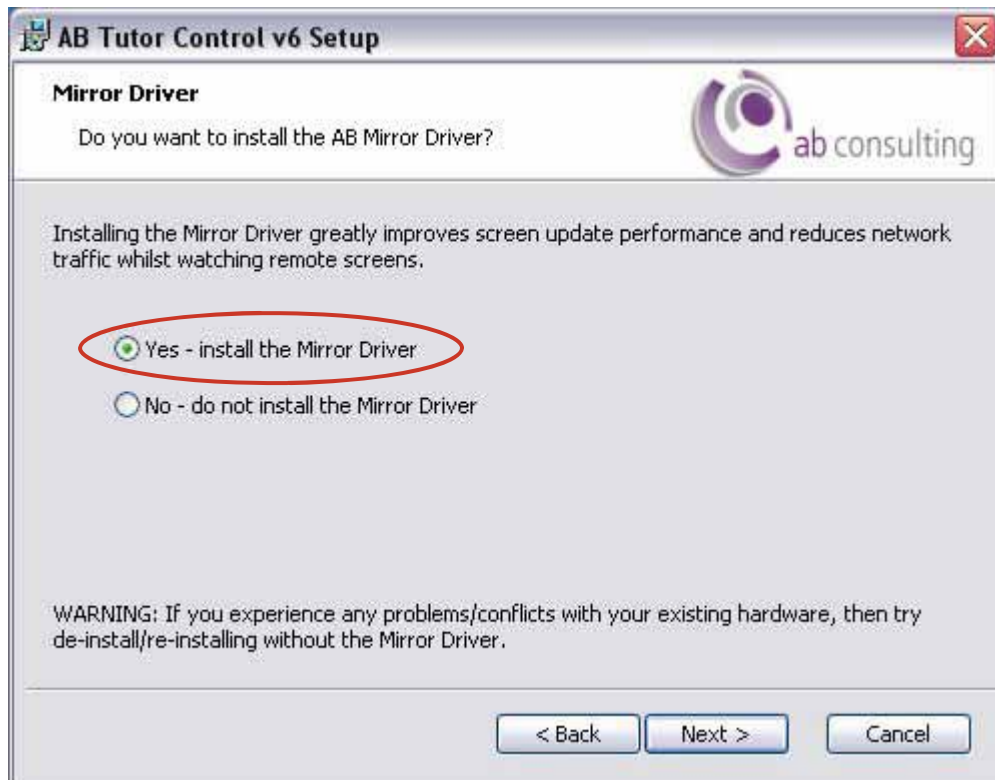 AB Tutor Control v6 Setup
Mirror Driver
Do you want to install the AB Mirror Driver?
ab consulting
Installing the Mirror Driver greatly improves screen update performance and reduces network
traffic whilst watching remote screens.
Yes - install the Mirror Driver
No - do not install the Mirror Driver
WARNING: If you experience any problems/conflicts with your existing hardware, then try
de-install/re-installing without the Mirror Driver.
< Back Next > Cancel